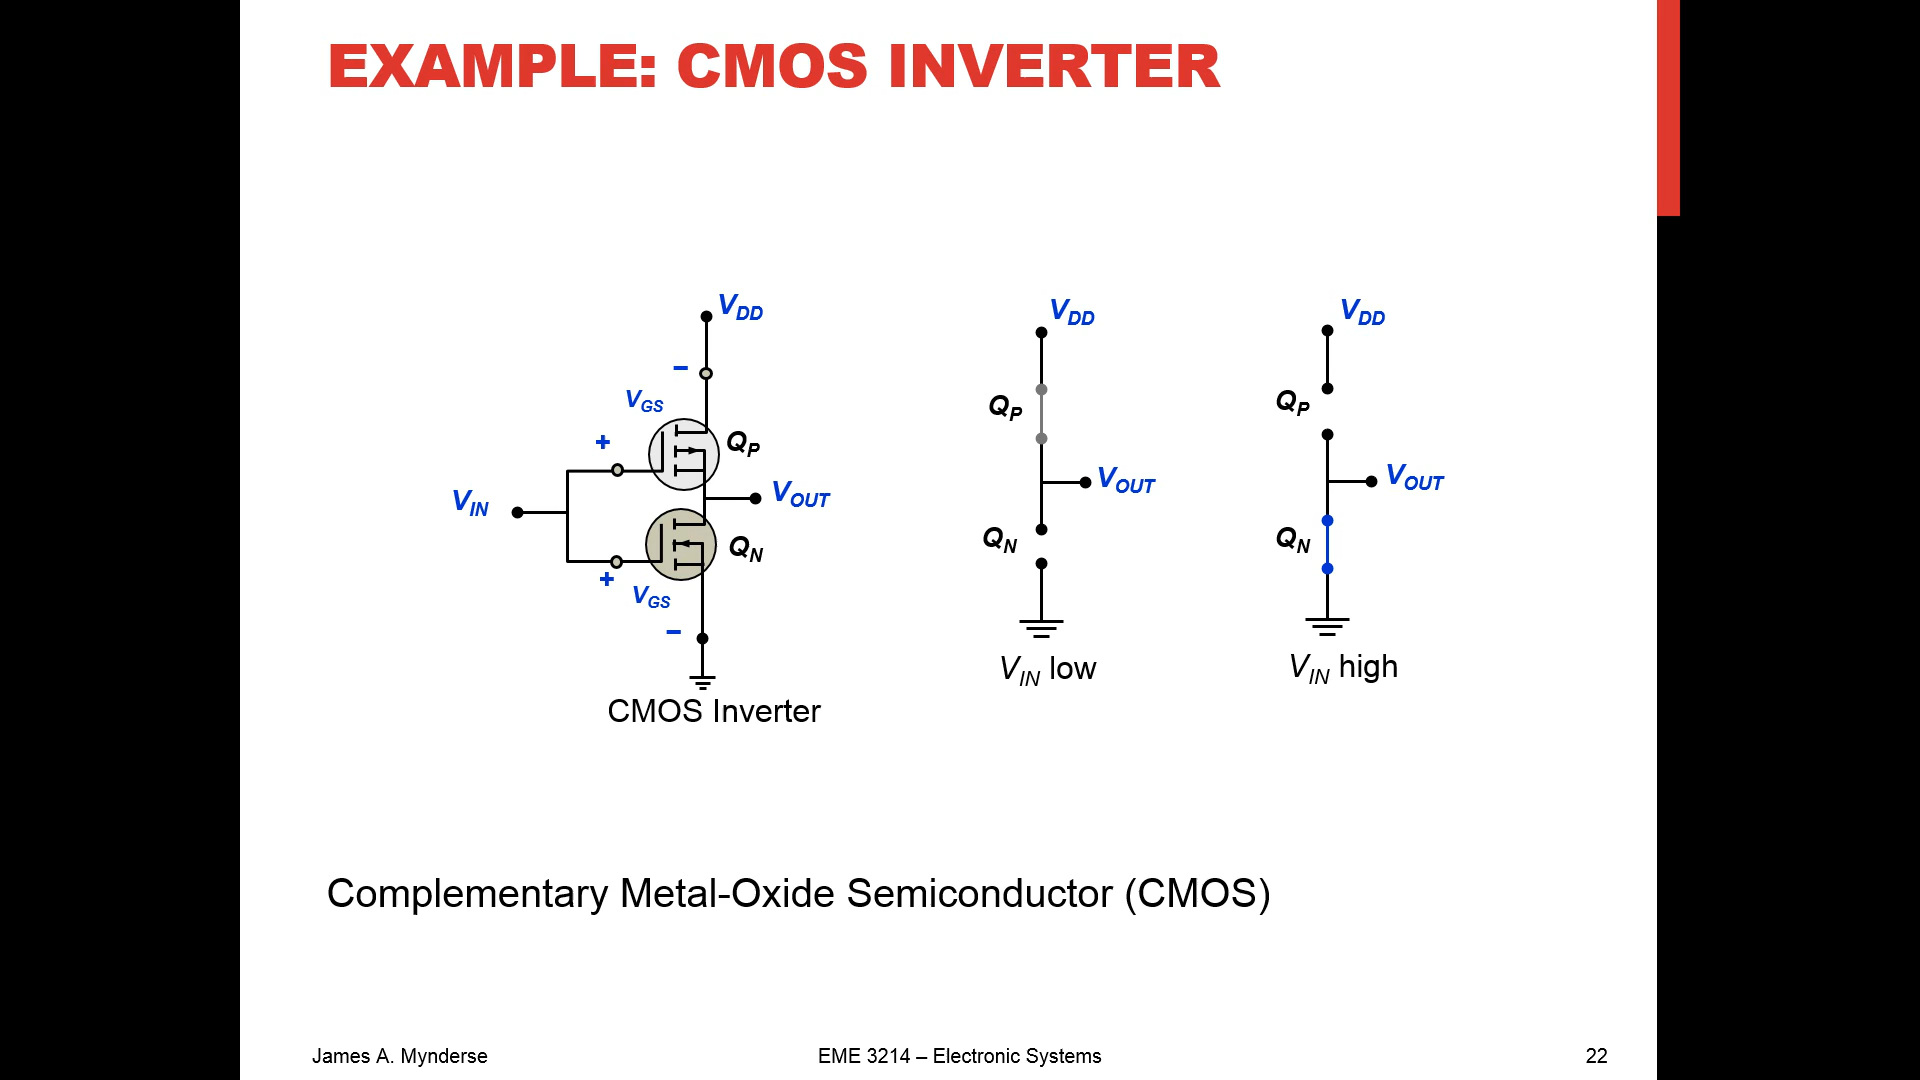 EXAMPLE: CMOS INVERTER
VDD
−
VGS
+
QP
VIN
VOUT
QN
+
VGS
−
CMOS Inverter
VDD
QP
VOUT
QN
VIN low
VDD
QP
VOUT
QN
VIN high
Complementary Metal-Oxide Semiconductor (CMOS)
James A. Mynderse
EME 3214 – Electronic Systems
22